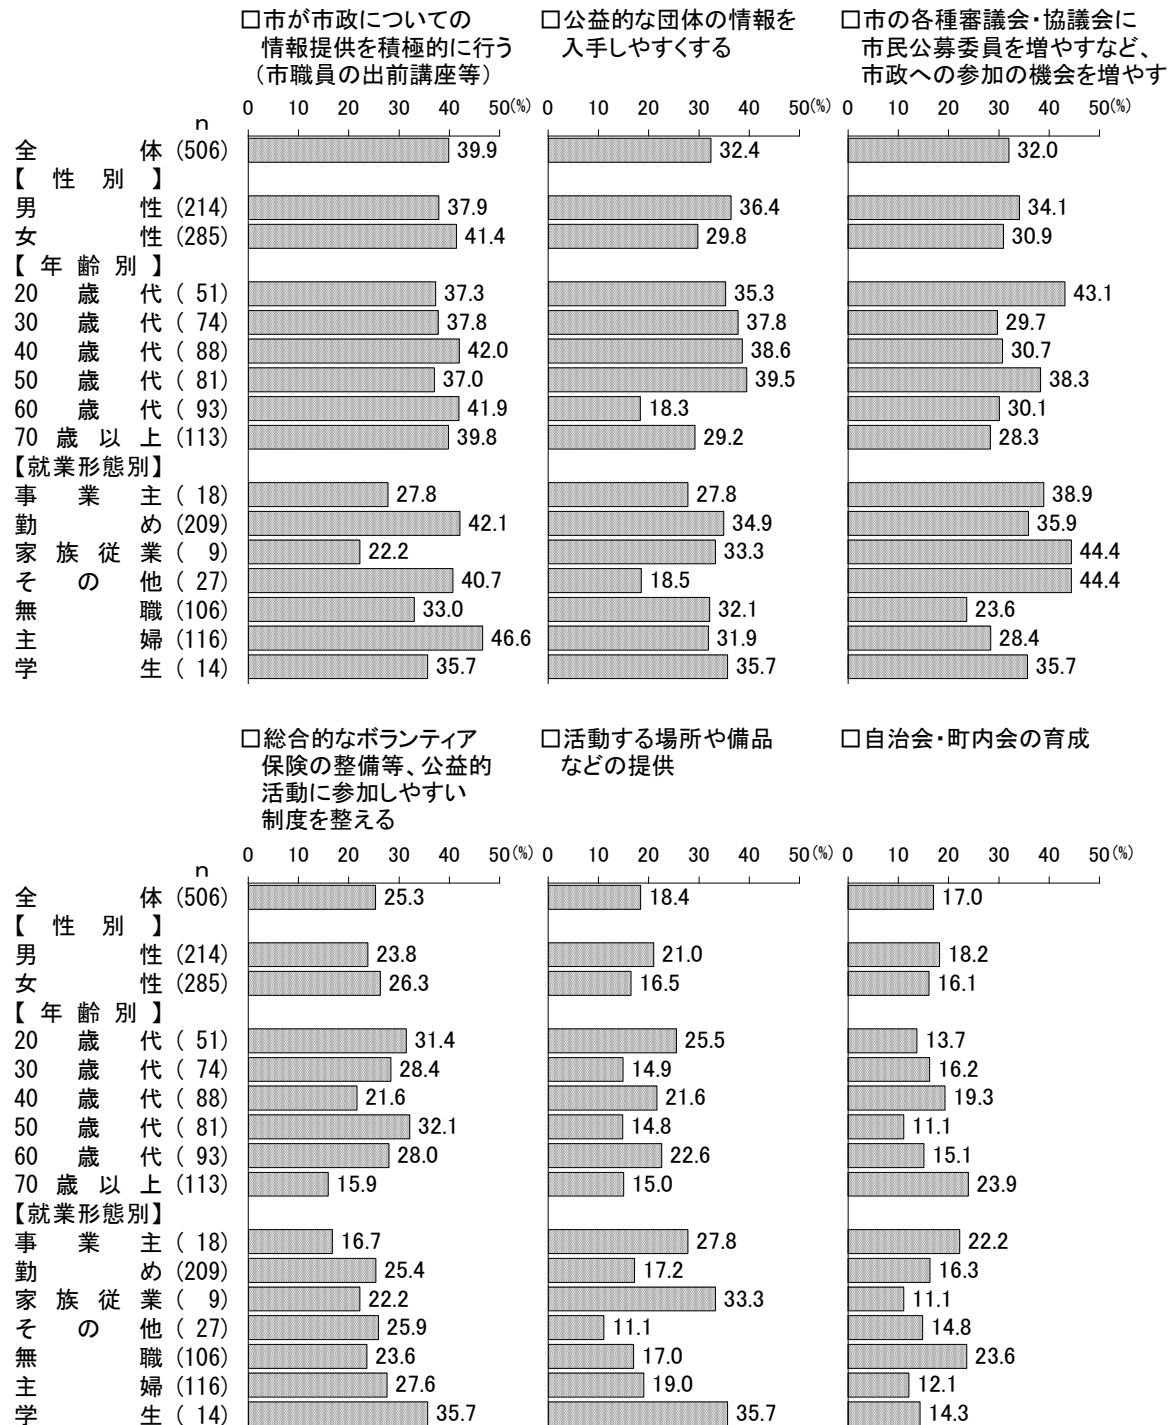 □市が市政についての
情報提供を積極的に行う
（市職員の出前講座等）
□公益的な団体の情報を
入手しやすくする
□市の各種審議会・協議会に
市民公募委員を増やすなど、
市政への参加の機会を増やす
n 0 10 20 30 40 50(%) 0 10 20 30 40 50(%) 0 10 20 30 40 50(%)
全体 (506) 39.9 32.4 32.0
【性別】
男性 (214) 37.9 36.4 34.1
女性 (285) 41.4 29.8 30.9
【年齢別】
20歳代 ( 51) 37.3 35.3 43.1
30歳代 ( 74) 37.8 37.8 29.7
40歳代 ( 88) 42.0 38.6 30.7
50歳代 ( 81) 37.0 39.5 38.3
60歳代 ( 93) 41.9 18.3 30.1
70歳以上 (113) 39.8 29.2 28.3
【就業形態別】
事業主 ( 18) 27.8 27.8 38.9
勤め (209) 42.1 34.9 35.9
家族従業 ( 9) 22.2 33.3 44.4
その他 ( 27) 40.7 18.5 44.4
無職 (106) 33.0 32.1 23.6
主婦 (116) 46.6 31.9 28.4
学生 ( 14) 35.7 35.7 35.7
□総合的なボランティア
保険の整備等、公益的
活動に参加しやすい
制度を整える
□活動する場所や備品
などの提供
□自治会・町内会の育成
n 0 10 20 30 40 50(%) 0 10 20 30 40 50(%) 0 10 20 30 40 50(%)
全体 (506) 25.3 18.4 17.0
【性別】
男性 (214) 23.8 21.0 18.2
女性 (285) 26.3 16.5 16.1
【年齢別】
20歳代 ( 51) 31.4 25.5 13.7
30歳代 ( 74) 28.4 14.9 16.2
40歳代 ( 88) 21.6 21.6 19.3
50歳代 ( 81) 32.1 14.8 11.1
60歳代 ( 93) 28.0 22.6 15.1
70歳以上 (113) 15.9 15.0 23.9
【就業形態別】
事業主 ( 18) 16.7 27.8 22.2
勤め (209) 25.4 17.2 16.3
家族従業 ( 9) 22.2 33.3 11.1
その他 ( 27) 25.9 11.1 14.8
無職 (106) 23.6 17.0 23.6
主婦 (116) 27.6 19.0 12.1
学生 ( 14) 35.7 35.7 14.3